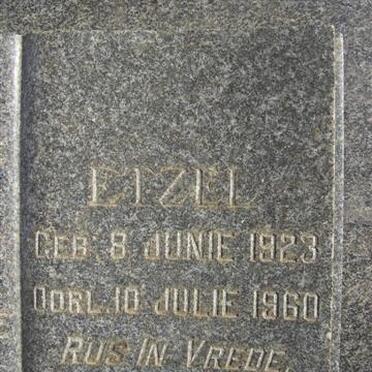 ETZEL
GEB. 8 JUNIE 1923
OORL. 10 JULIE 1960
RUS IN VREDE.